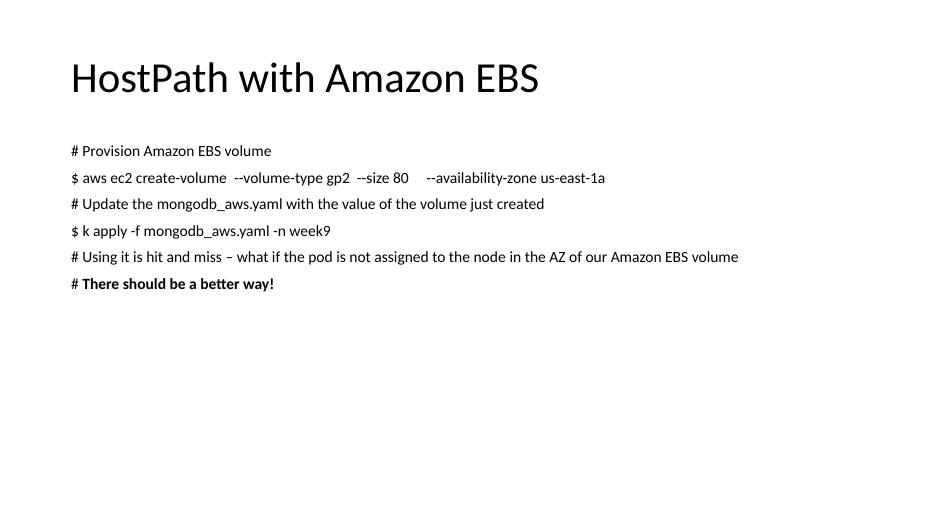 HostPath with Amazon EBS
# Provision Amazon EBS volume
$ aws ec2 create-volume  --volume-type gp2  --size 80     --availability-zone us-east-1a
# Update the mongodb_aws.yaml with the value of the volume just created
$ k apply -f mongodb_aws.yaml -n week9
# Using it is hit and miss – what if the pod is not assigned to the node in the AZ of our Amazon EBS volume
# There should be a better way!